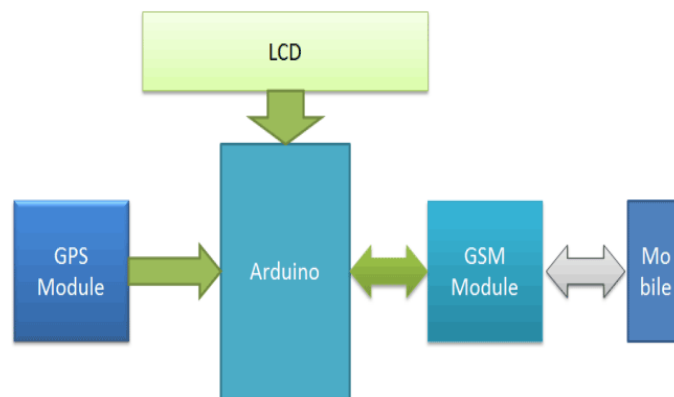 LCD
GPS
Module
Arduino
GSM
Module
Mo
bile